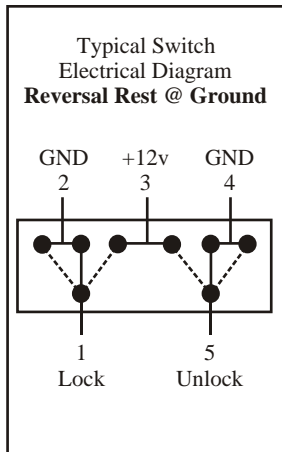 Typical Switch
Electrical Diagram
Reversal Rest @ Ground
GND +12v GND
2 3 4
1 5
Lock Unlock